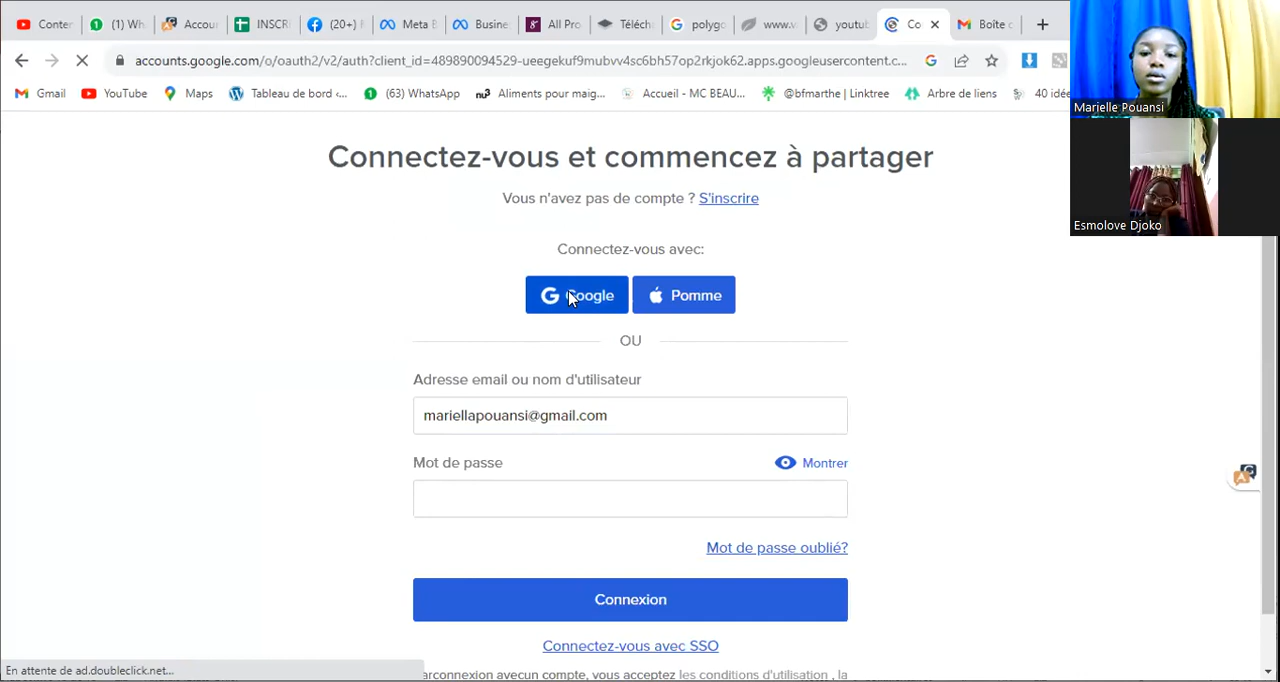 Conter
(1) Wh
Accou
INSCR
(20+) F
Meta B
Busine
All Pro
Téléch
polygo
www.v
youtub
Co
Boîte d
accounts.google.com/o/oauth2/v2/auth?client_id=489890094529-ueegekuf9mubvv4sc6bh57op2rkjok62.apps.googleusercontent.c...
Gmail
YouTube
Maps
Tableau de bord ‹...
(63) WhatsApp
nu³
Aliments pour maig...
Accueil - MC BEAU...
@bfmarthe | Linktree
Arbre de liens
40 idée
Marielle Pouansi
Esmolove Djoko
Connectez-vous et commencez à partager
Vous n'avez pas de compte ? S'inscrire
Connectez-vous avec:
Google
Pomme
OU
Adresse email ou nom d'utilisateur
mariellapouansi@gmail.com
Mot de passe
Montrer
Mot de passe oublié?
Connexion
Connectez-vous avec SSO
arconnexion avecun compte, vous acceptez les conditions d'utilisation , la
En attente de ad.doubleclick.net...